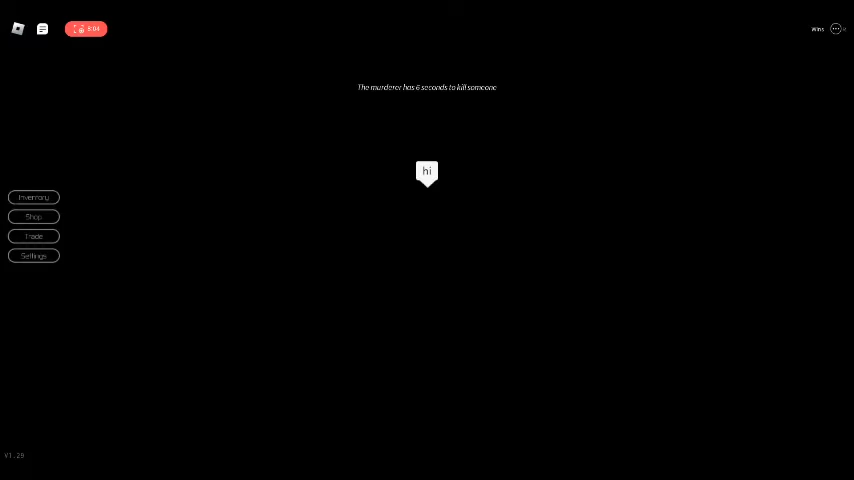 8:04
Wins
The murderer has 6 seconds to kill someone
hi
Inventory
Shop
Trade
Settings
V1.29